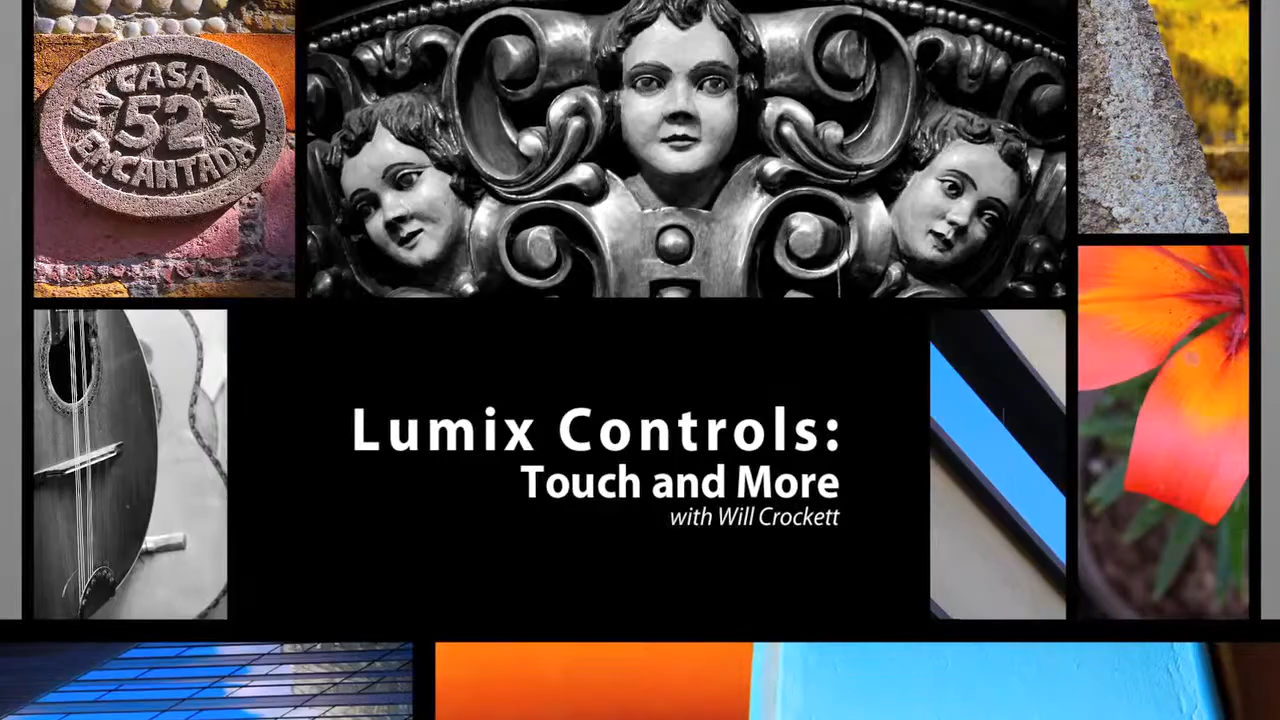 CASA
52
ENCANTADA
Lumix Controls:
Touch and More
with Will Crockett